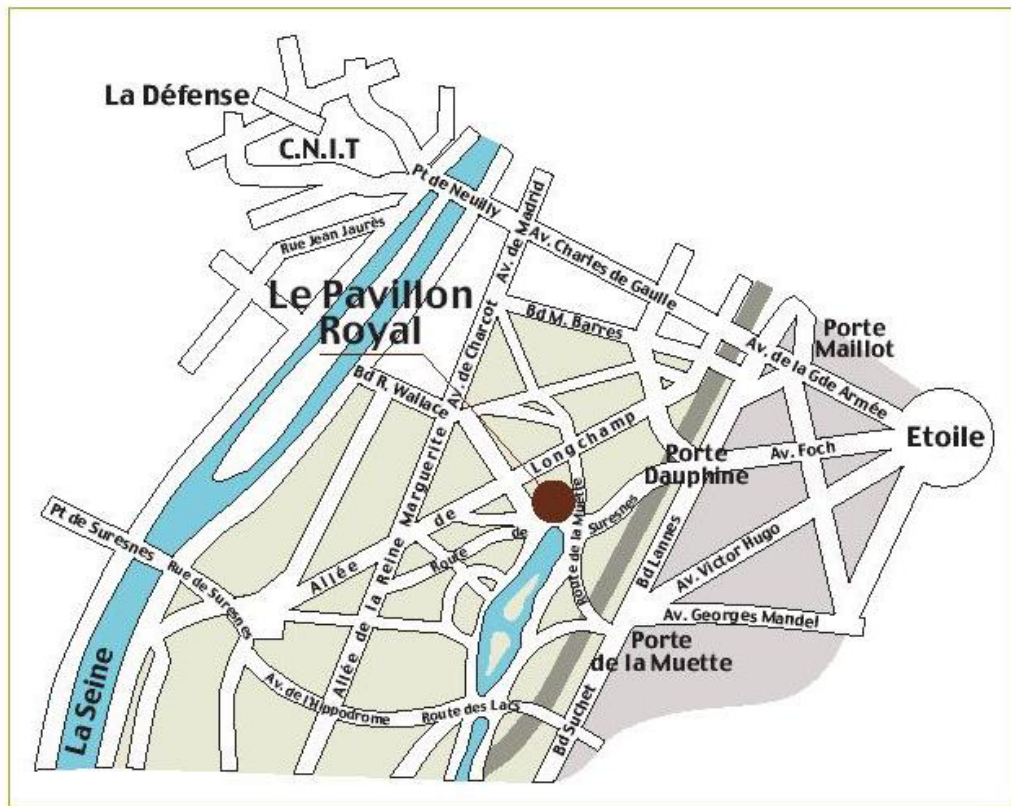 La Défense
C.N.I.T
Pt de Neuilly
Av. de Madrid
Rue Jean Jaurès
Av. Charles de Gaulle
Le Pavillon
Royal
Bd M. Barres
Av. de Charcot
Porte
Maillot
Av. de la Gde Armée
Bd R. Wallace
Etoile
Longchamp
Porte
Dauphine
Av. Foch
Allée de la Reine Marguerite
Allée de
Pt de Suresnes
Route de Suresnes
Route de la Muette
Bd Lannes
Av. Victor Hugo
Rue de Suresnes
Av. Georges Mandel
Porte
de la Muette
La Seine
Av. de l'Hippodrome
Route des Lacs
Bd Suchet